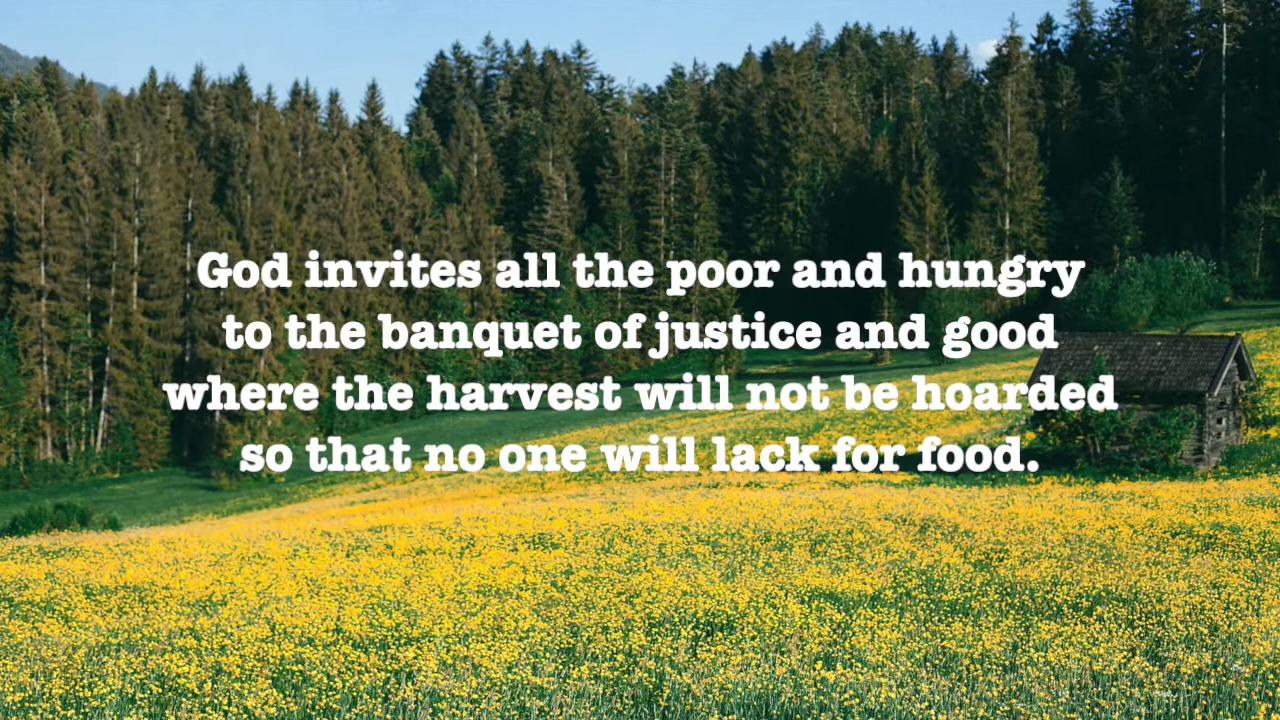 God invites all the poor and hungry
to the banquet of justice and good
where the harvest will not be hoarded
so that no one will lack for food.